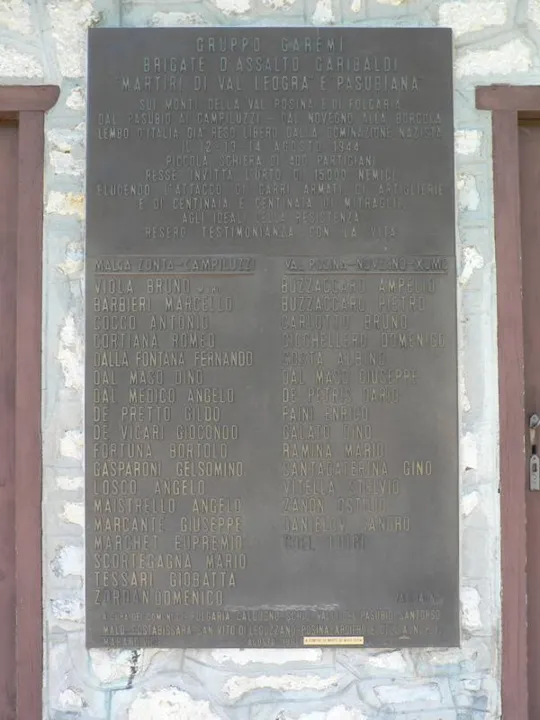 GRUPPO GAREMI
BRIGATE D'ASSALTO GARIBALDI
"MARTIRI DI VAL LEOGRA" E "PASUBIANA"
SUI MONTI DELLA VAL POSINA E DI FOLGARIA
DAL PASUBIO AI CAMPILUZZI - DAL NOVEGNO ALLA BORCOLA
LEMBO D'ITALIA GIÀ RESO LIBERO DALLA DOMINAZIONE NAZISTA
IL 12-13-14 AGOSTO 1944
PICCOLA SCHIERA DI 400 PARTIGIANI
RESSE INVITTA L'URTO DI 15000 NEMICI
ELUDENDO L'ATTACCO DI CARRI ARMATI DI ARTIGLIERIE
E DI CENTINAIA E CENTINAIA DI MITRAGLIE
AGLI IDEALI DELLA RESISTENZA
RESERO TESTIMONIANZA CON LA VITA
MALGA ZONTA-CAMPILUZZI
VIOLA BRUNO
BARBIERI MARCELLO
COCCO ANTONIO
CORTIANA ROMEO
DALLA FONTANA FERNANDO
DAL MASO DINO
DAL MEDICO ANGELO
DE PRETTO GILDO
DE VICARI GIOCONDO
FORTUNA BORTOLO
GASPARONI GELSOMINO
LOSCO ANGELO
MAISTRELLO ANGELO
MARCANTE GIUSEPPE
MARCHET EUPREMIO
SCORTEGAGNA MARIO
TESSARI GIOBATTA
ZORDAN DOMENICO
VAL POSINA-NOVEGNO-XOMO
BUZZACCARO AMPELIO
BUZZACCARO PIETRO
CARLOTTO BRUNO
CICCHELLERO DOMENICO
COSTA ALBINO
DAL MASO GIUSEPPE
DE PETRIS DARIO
PAINI ENRICO
DINO
RAMINA MARIO
SANTACATERINA GINO
VITELLA SILVIO
ZANON OSTILIO
SANDRO